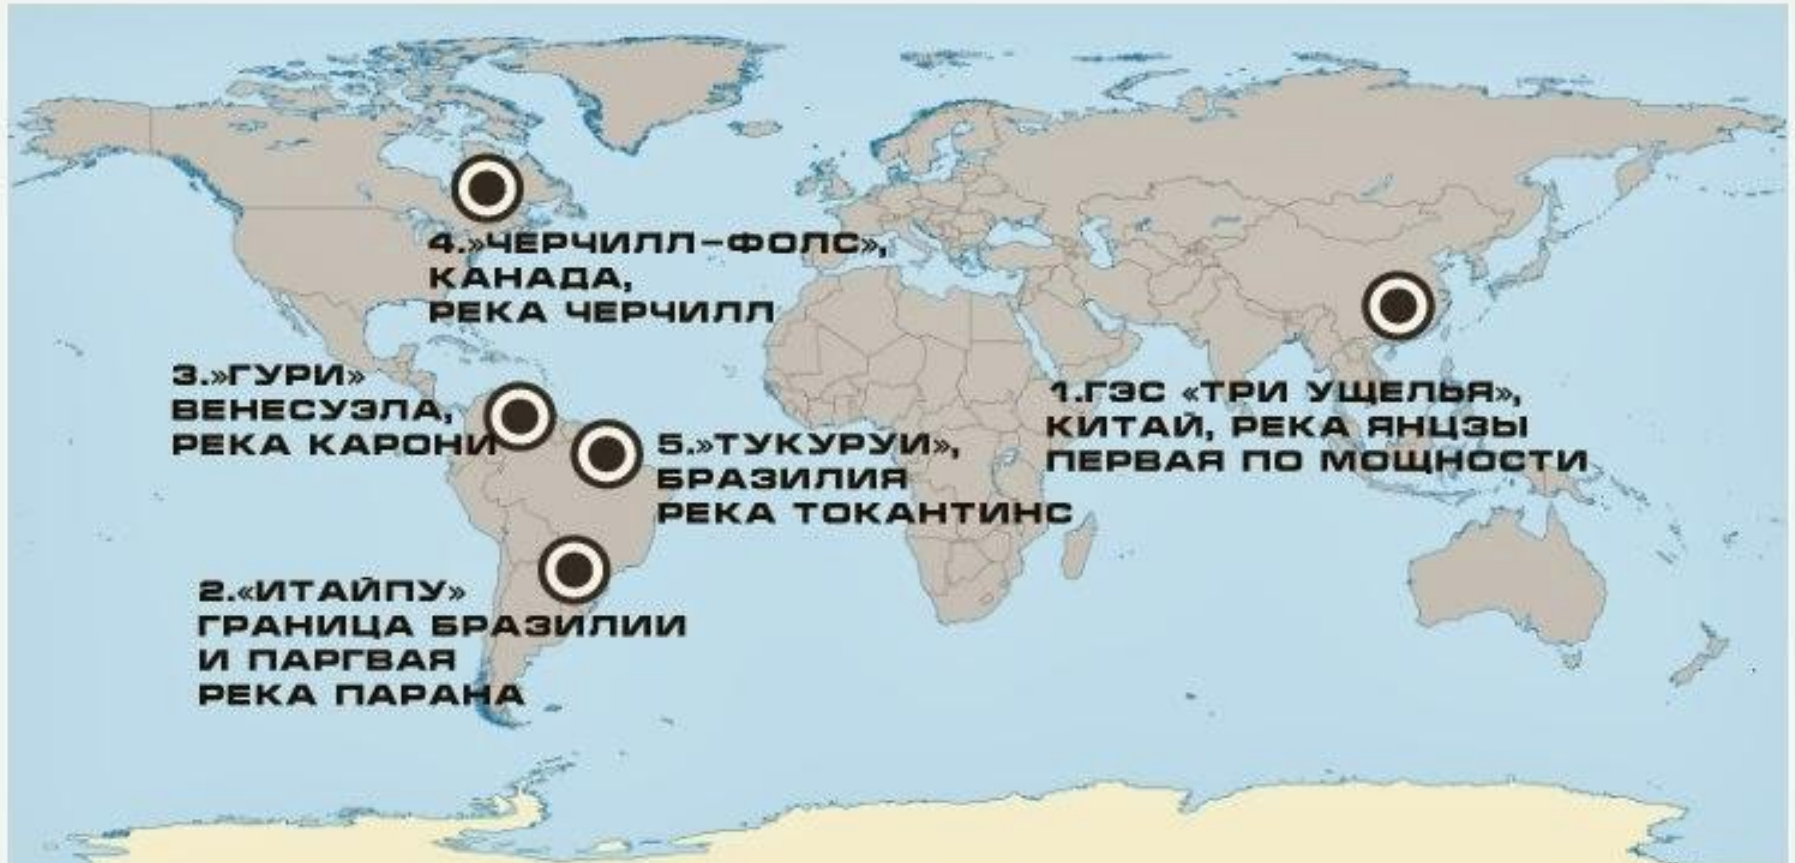 4.»ЧЕРЧИЛЛ-ФОЛС»,
КАНАДА,
РЕКА ЧЕРЧИЛЛ
3.»ГУРИ»
ВЕНЕСУЭЛА,
РЕКА КАРОНИ
1.ГЭС «ТРИ УЩЕЛЬЯ»,
КИТАЙ, РЕКА ЯНЦЗЫ
ПЕРВАЯ ПО МОЩНОСТИ
5.»ТУКУРУИ»,
БРАЗИЛИЯ
РЕКА ТОКАНТИНС
2.«ИТАЙПУ»
ГРАНИЦА БРАЗИЛИИ
И ПАРГВАЯ
РЕКА ПАРАНА